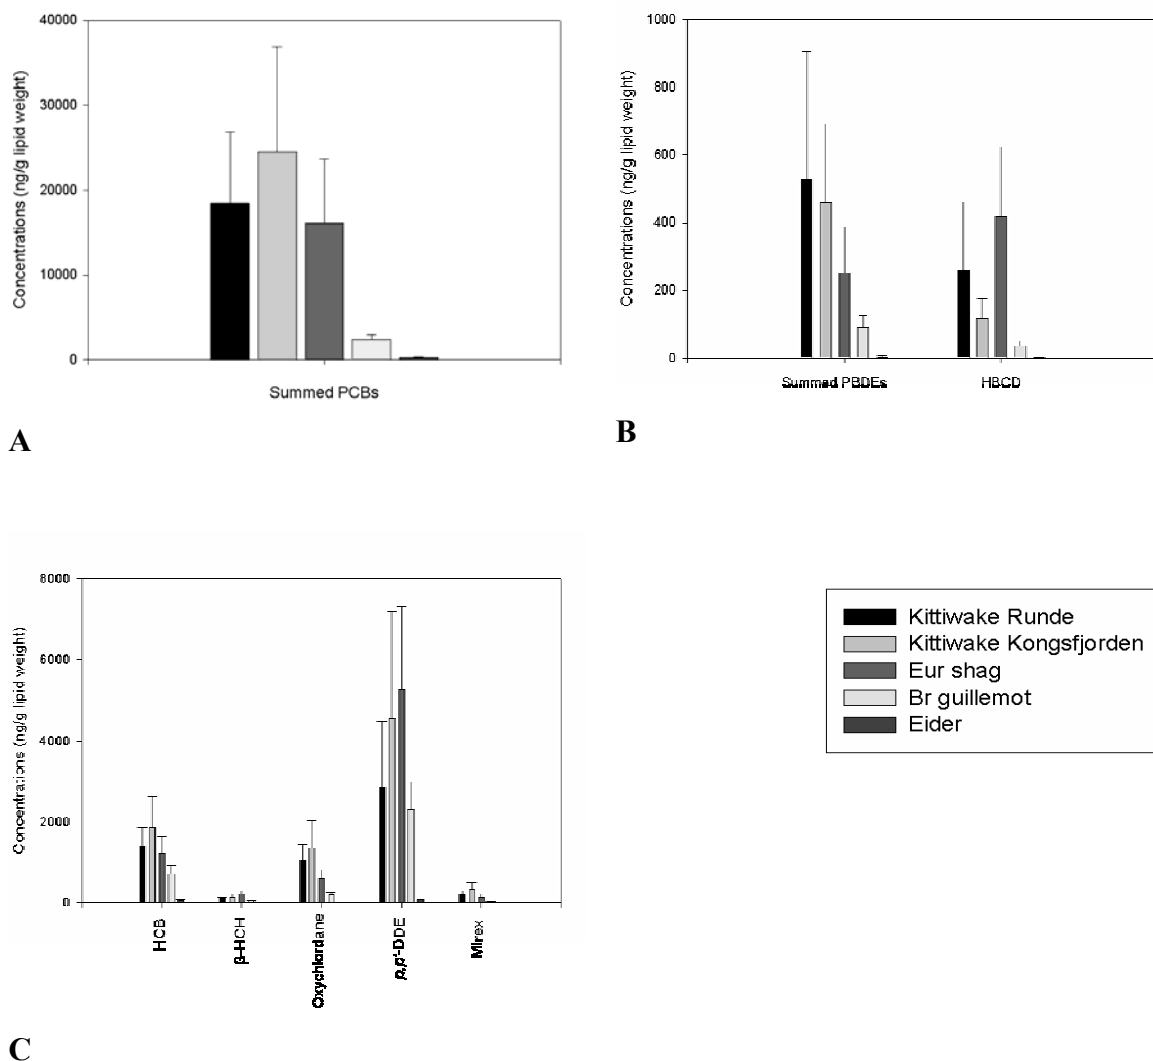 40000
30000
20000
10000
0
Concentrations (ng/g lipid weight)
Summed PCBs
A
1000
800
600
400
200
0
Concentrations (ng/g lipid weight)
Summed PBDEs HBCD
B
8000
6000
4000
2000
0
Concentrations (ng/g lipid weight)
HCB
β-HCH
Oxychlordane
p,p'-DDE
Mirex
C
Kittiwake Runde
Kittiwake Kongsfjorden
Eur shag
Br guillemot
Eider